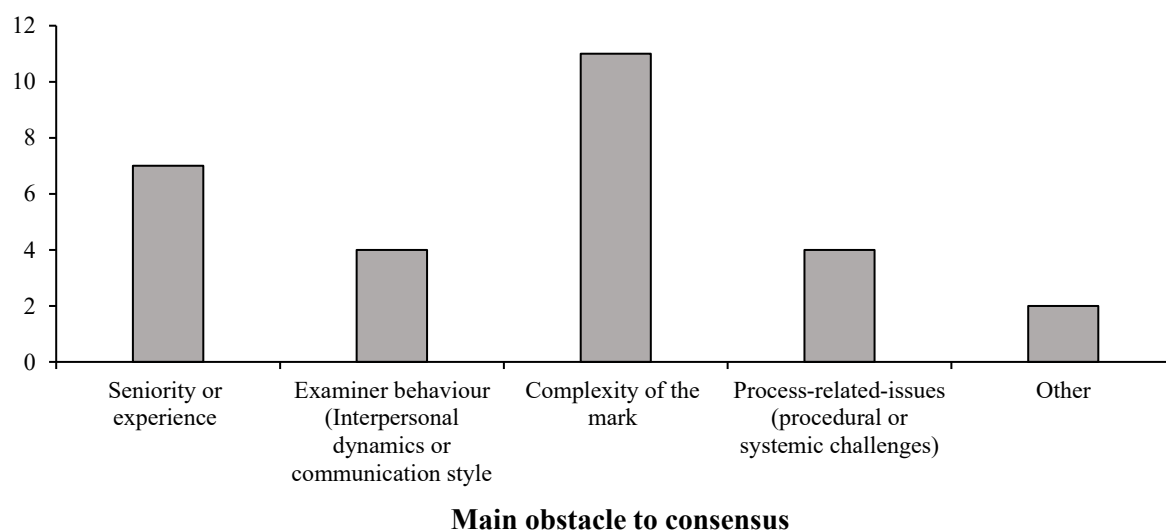 12
10
8
6
4
2
0
Seniority or
experience
Examiner behaviour
(Interpersonal
dynamics or
communication style
Complexity of the
mark
Process-related-issues
(procedural or
systemic challenges)
Other
Main obstacle to consensus